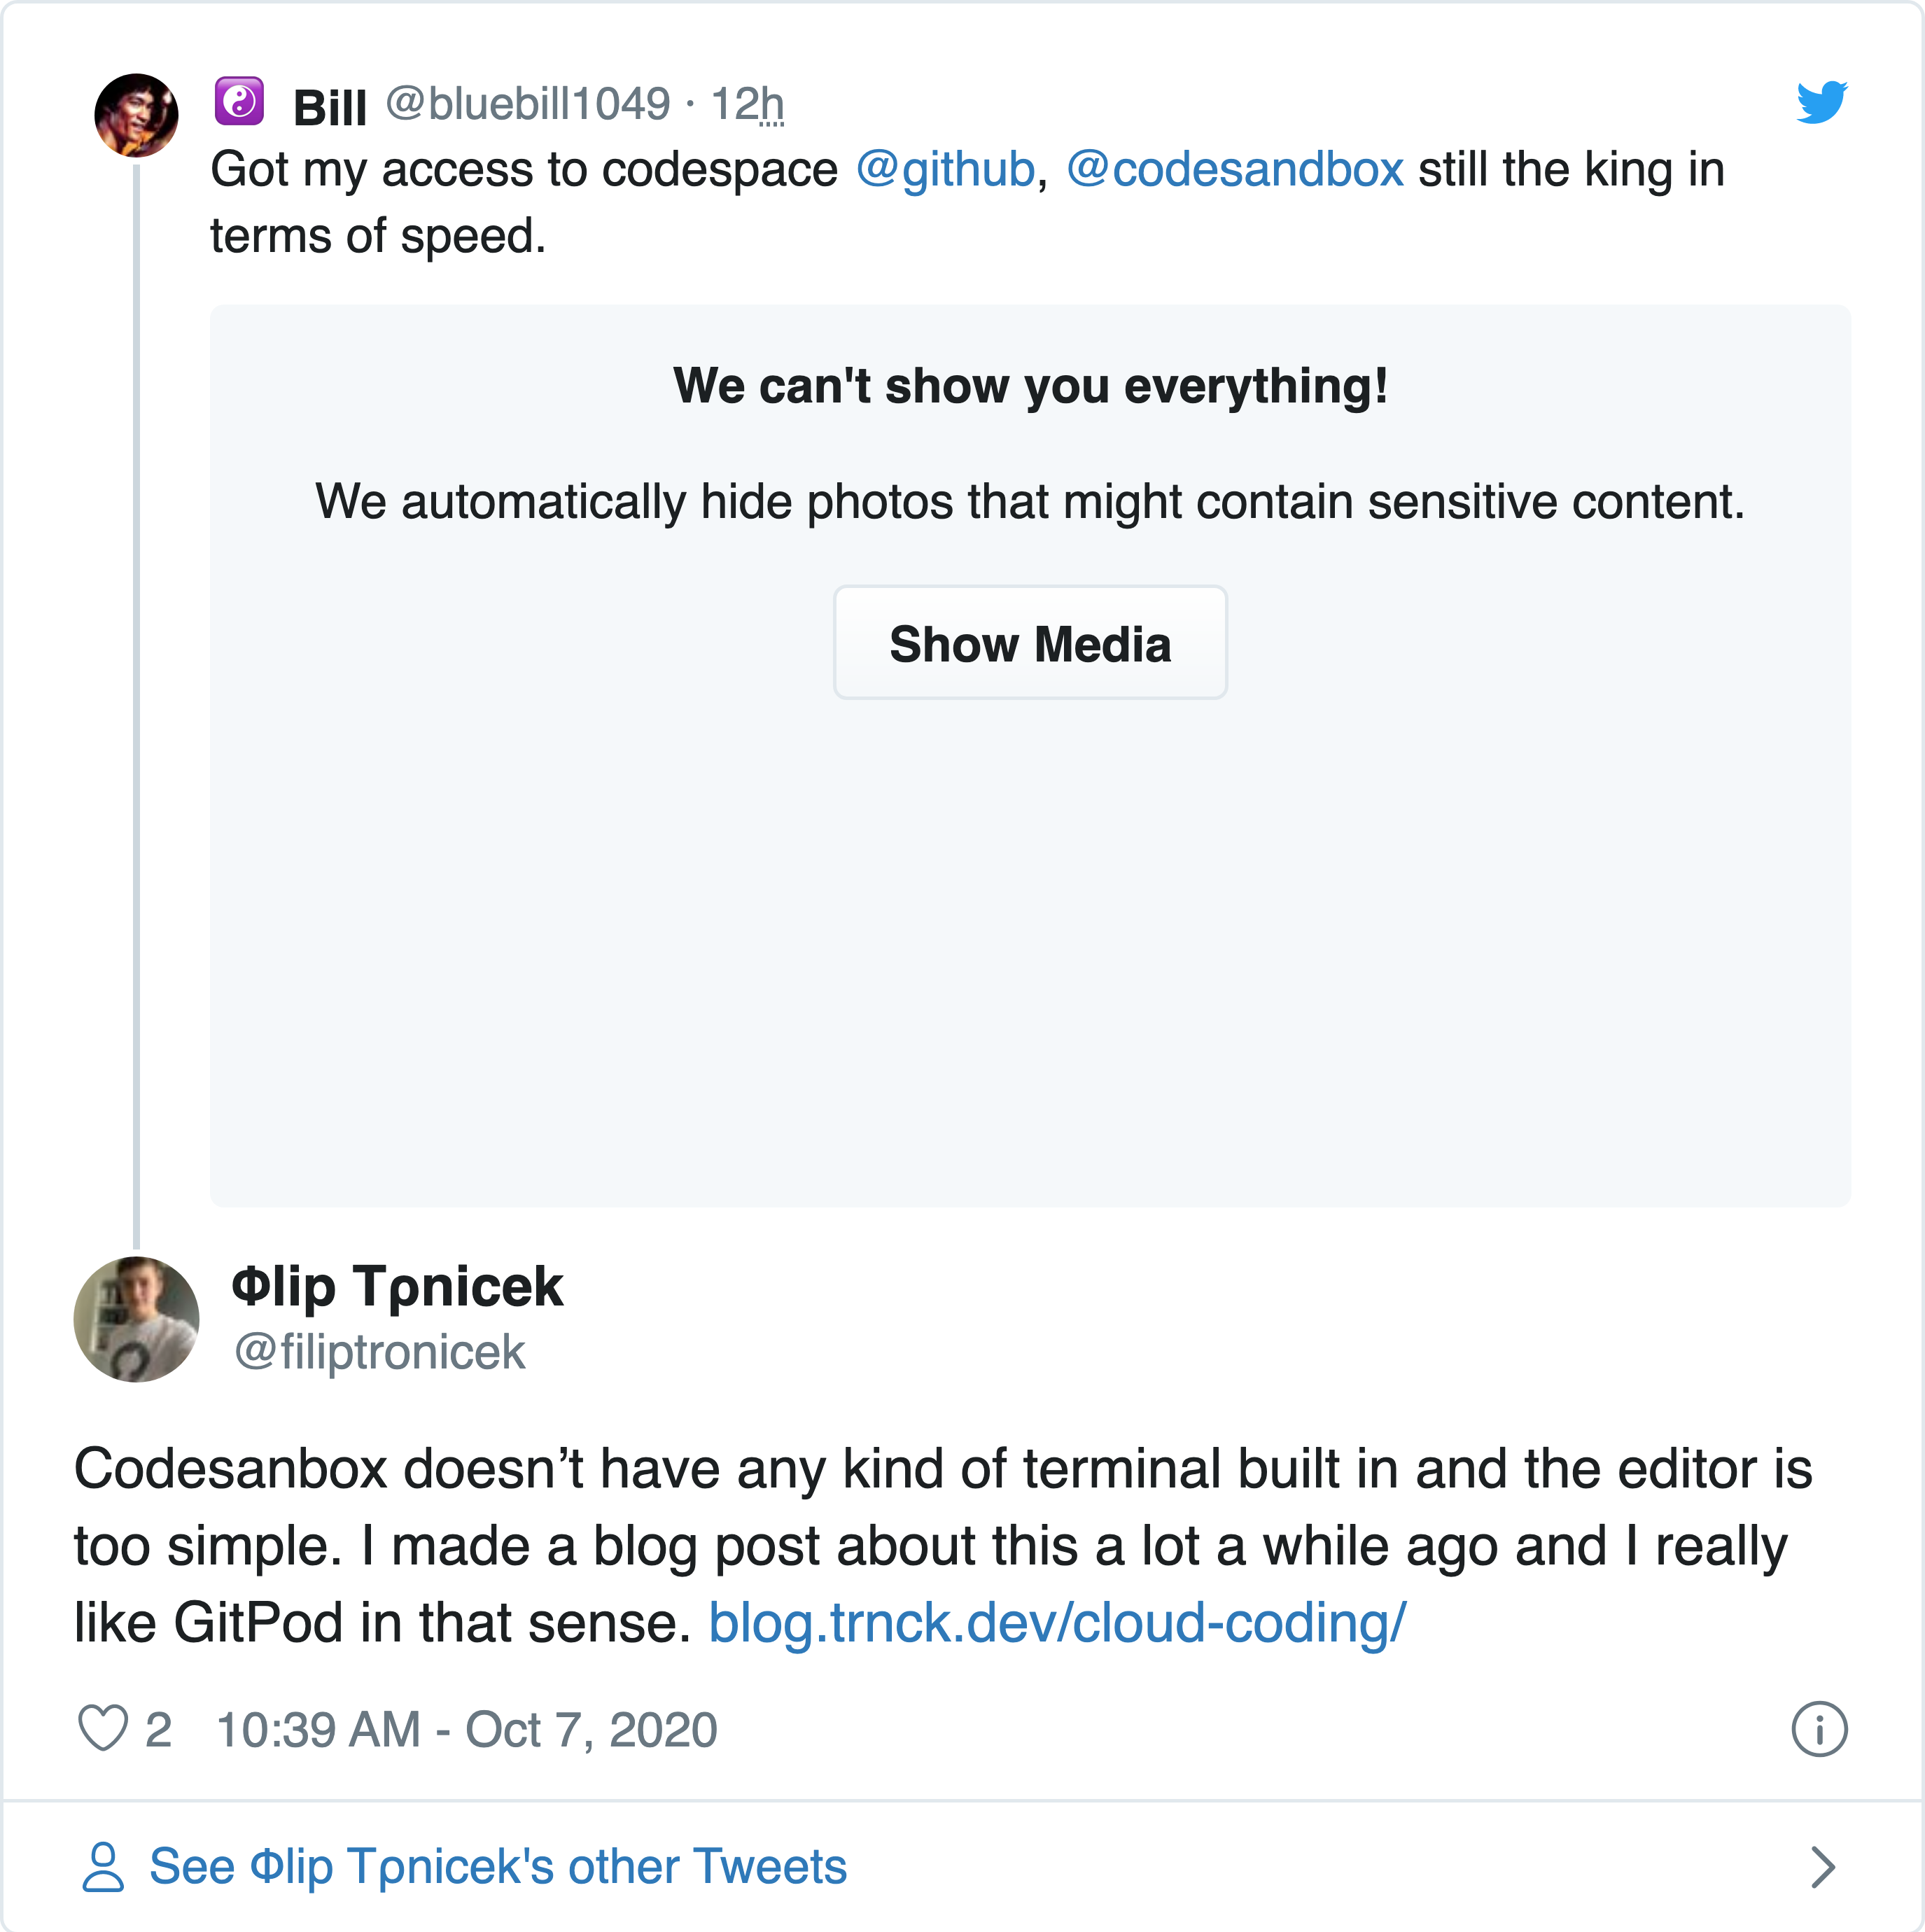 ☯️ Bill @bluebill1049 · 12h
Got my access to codespace @github, @codesandbox still the king in
terms of speed.
We can't show you everything!
We automatically hide photos that might contain sensitive content.
Show Media
Φlip Tρnicek
@filiptronicek
Codesanbox doesn’t have any kind of terminal built in and the editor is
too simple. I made a blog post about this a lot a while ago and I really
like GitPod in that sense. blog.trnck.dev/cloud-coding/
2 10:39 AM - Oct 7, 2020
See Φlip Tρnicek's other Tweets